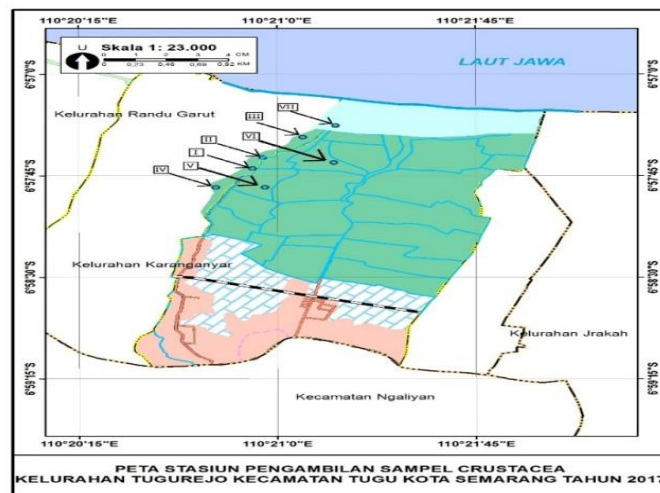 110°20'15"E 110°21'0"E 110°21'45"E
U Skala 1: 23.000
CM
KM
LAUT JAWA
6°57'0"S 6°57'0"S
Kelurahan Randu Garut
VII
III
II VI
I
IV V
6°57'45"S 6°57'45"S
Kelurahan Karanganyar
6°58'30"S 6°58'30"S
Kelurahan Jrakah
6°59'15"S 6°59'15"S
Kecamatan Ngaliyan
110°20'15"E 110°21'0"E 110°21'45"E
PETA STASIUN PENGAMBILAN SAMPEL CRUSTACEA
KELURAHAN TUGUREJO KECAMATAN TUGU KOTA SEMARANG TAHUN 2017